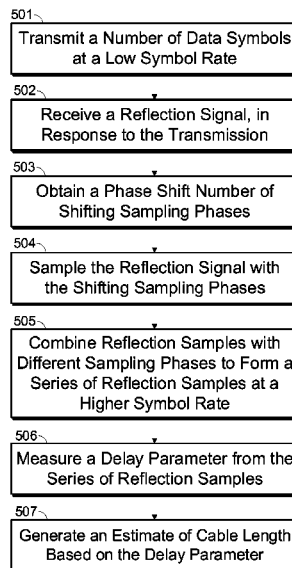 501
Transmit a Number of Data Symbols
at a Low Symbol Rate
502
Receive a Reflection Signal, in
Response to the Transmission
503
Obtain a Phase Shift Number of
Shifting Sampling Phases
504
Sample the Reflection Signal with
the Shifting Sampling Phases
505
Combine Reflection Samples with
Different Sampling Phases to Form a
Series of Reflection Samples at a
Higher Symbol Rate
506
Measure a Delay Parameter from the
Series of Reflection Samples
507
Generate an Estimate of Cable Length
Based on the Delay Parameter